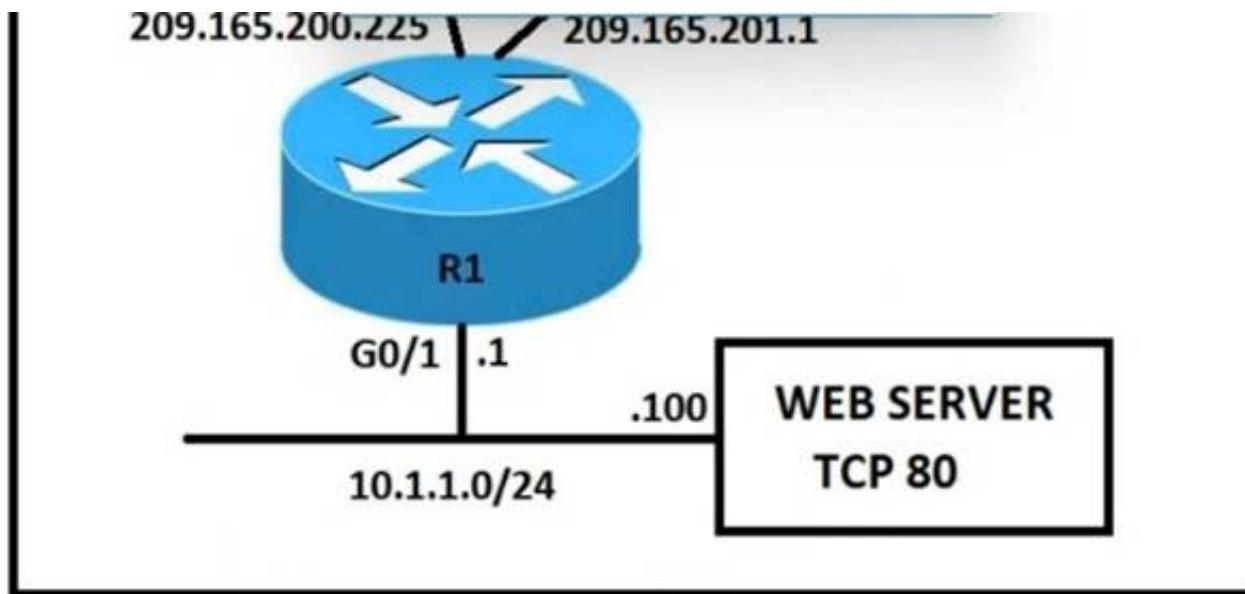 209.165.200.225
209.165.201.1
R1
G0/1
.1
.100
WEB SERVER
TCP 80
10.1.1.0/24